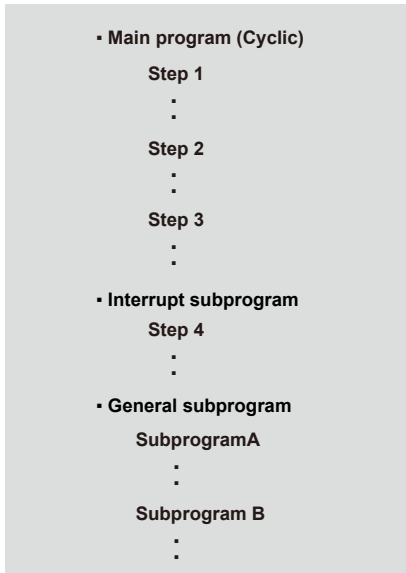 ▪ Main program (Cyclic)
Step 1
▪
▪
Step 2
▪
▪
Step 3
▪
▪
▪ Interrupt subprogram
Step 4
▪
▪
▪ General subprogram
SubprogramA
▪
▪
Subprogram B
▪
▪